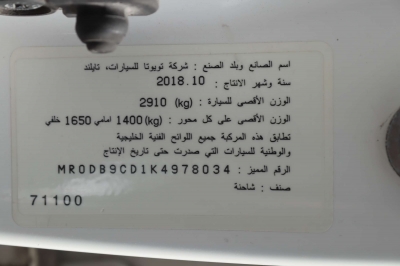 اسم الصانع وبلد الصنع : شركة تويوتا للسيارات، تايلند
سنة وشهر الانتاج : 2018.10
الوزن الأقصى للسيارة : (kg) 2910
الوزن الأقصى على كل محور : (kg) 1400 امامي 1650 خلفي
تطابق هذه المركبة جميع اللوائح الفنية الخليجية
والوطنية للسيارات التي صدرت حتى تاريخ الإنتاج
الرقم المميز : MR0DB9CD1K4978034
صنف : شاحنة
71100